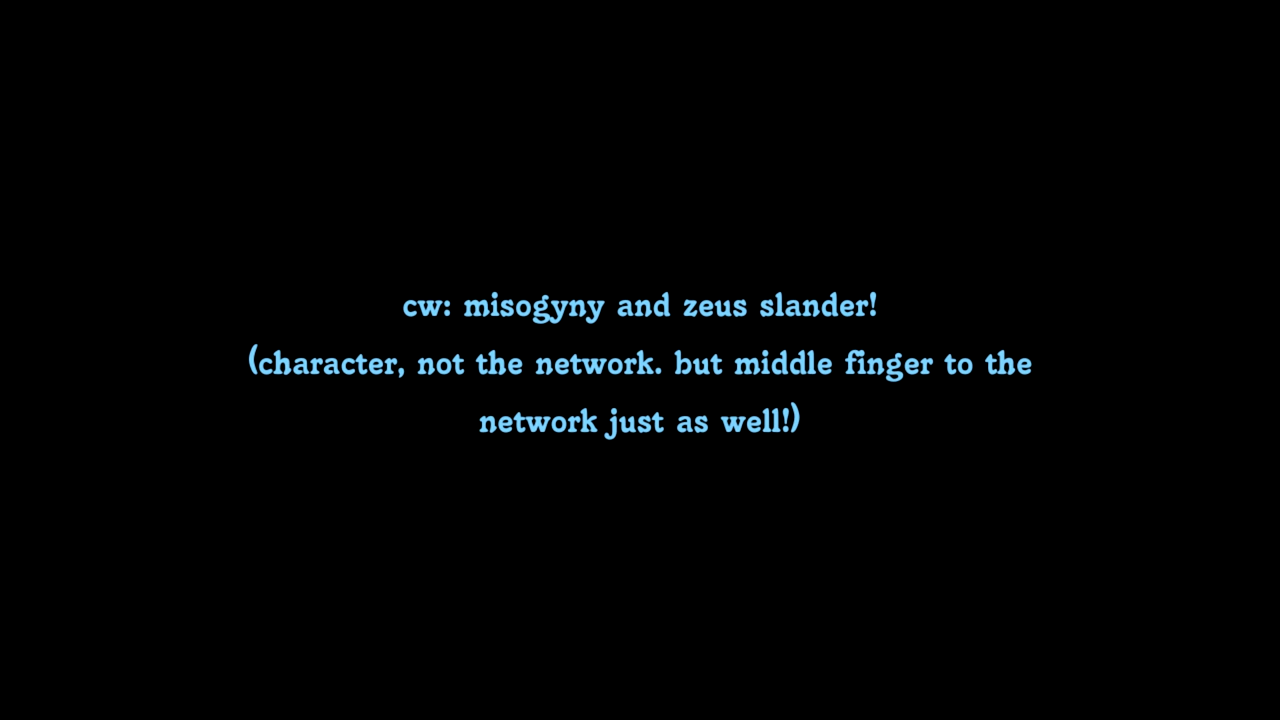 cw: misogyny and zeus slander!
(character, not the network. but middle finger to the
network just as well!)